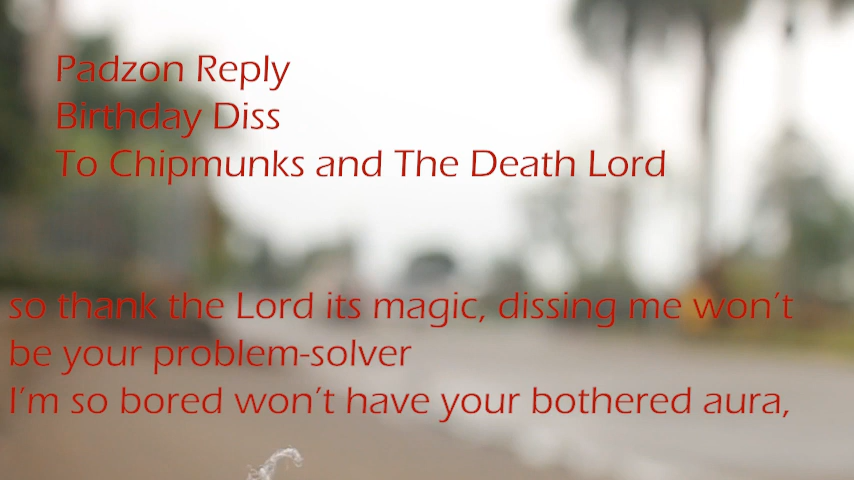 Padzon Reply
Birthday Diss
To Chipmunks and The Death Lord
so thank the Lord its magic, dissing me won't
be your problem-solver
I'm so bored won't have your bothered aura,